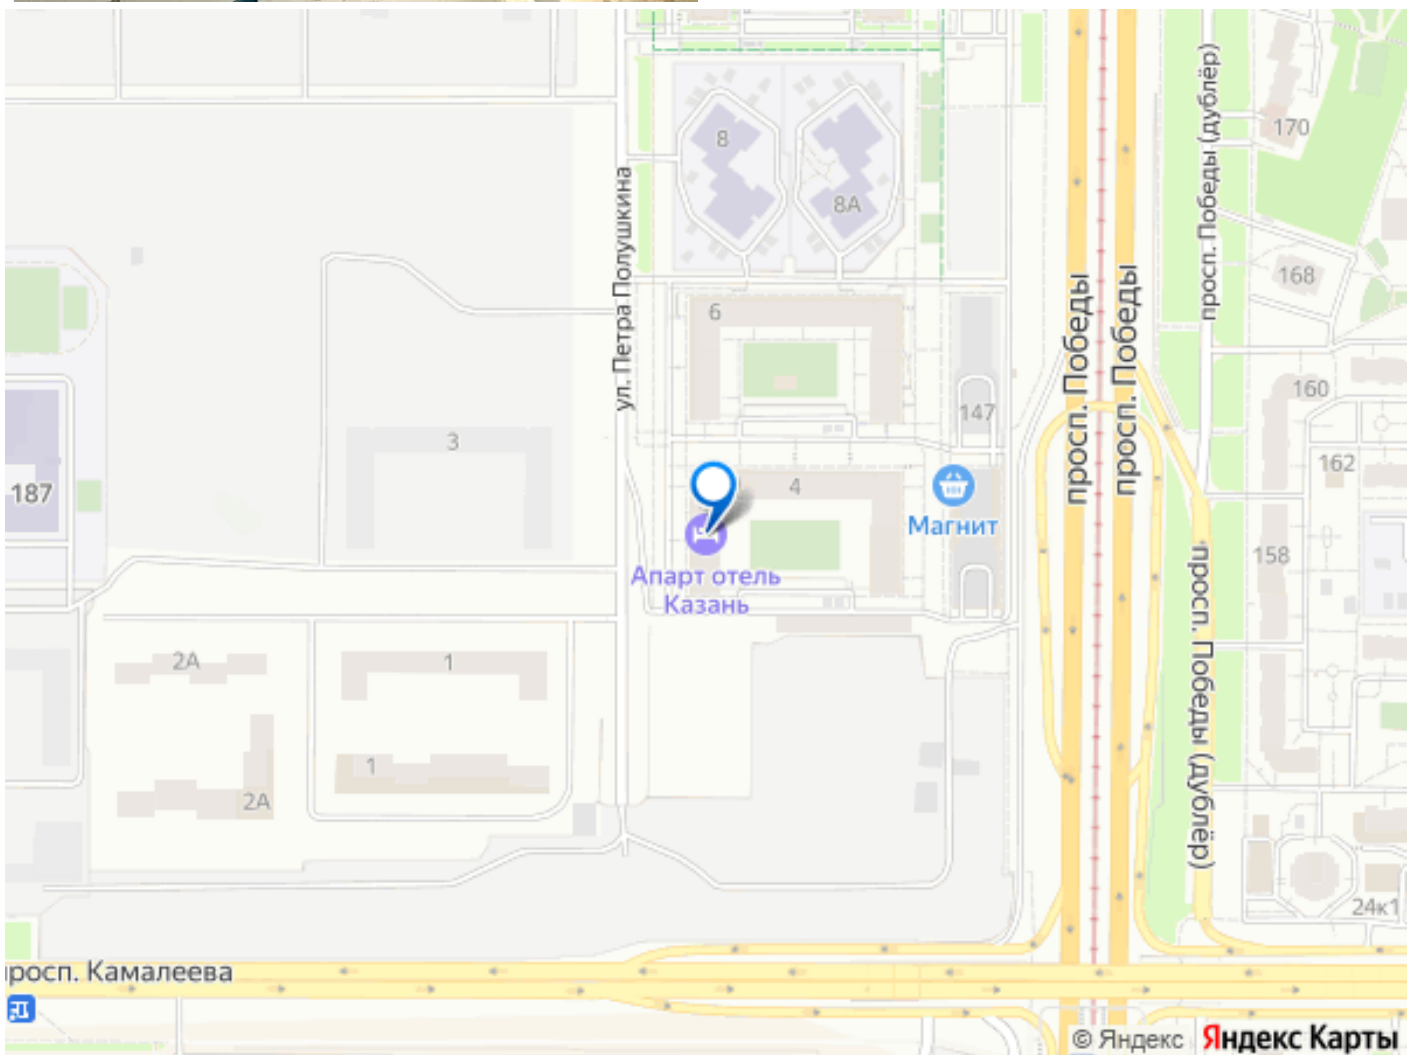 170
8
8А
просп. Победы (дублёр)
ул. Петра Полушкина
168
6
просп. Победы
просп. Победы
160
147
3
162
187
4
Магнит
158
Апарт отель
Казань
просп. Победы (дублёр)
2А
1
1
2А
24к1
просп. Камалеева
© Яндекс Яндекс Карты